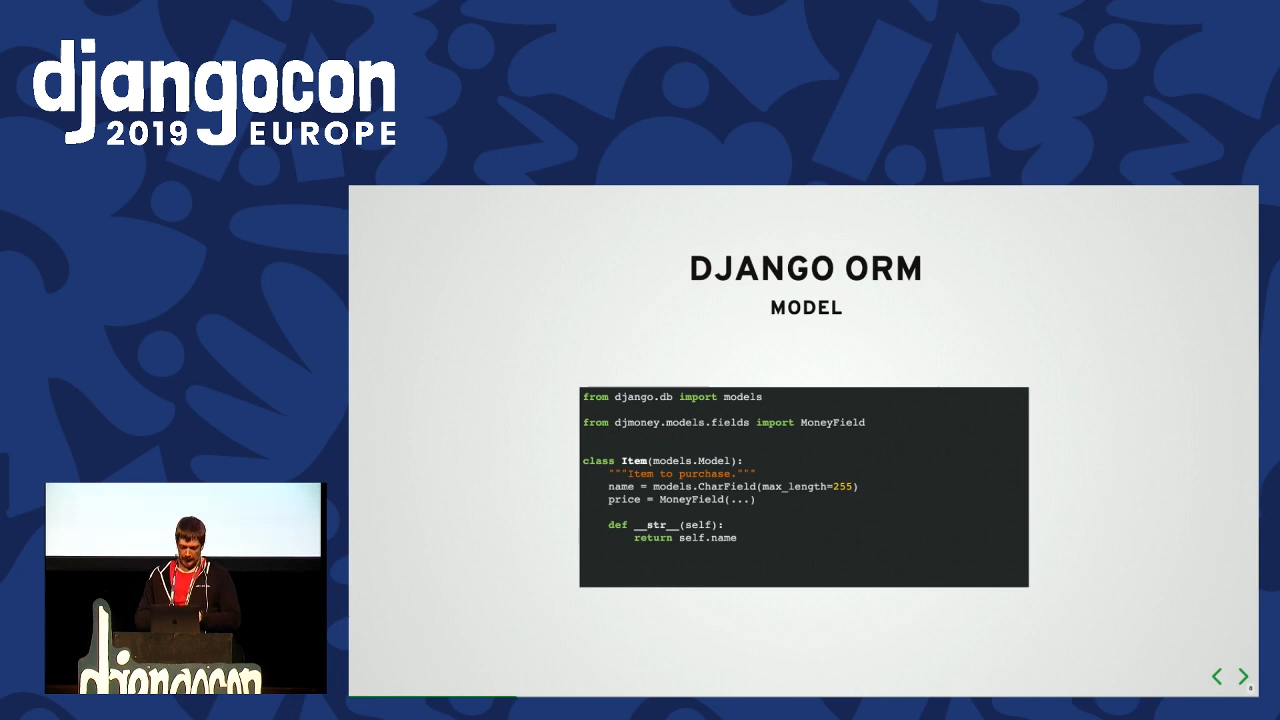 djangocon
2019 EUROPE
DJANGO ORM
MODEL
from django.db import models
from djmoney.models.fields import MoneyField
class Item(models.Model):
    """Item to purchase."""
    name = models.CharField(max_length=255)
    price = MoneyField(...)
    def __str__(self):
        return self.name
8
djangocon